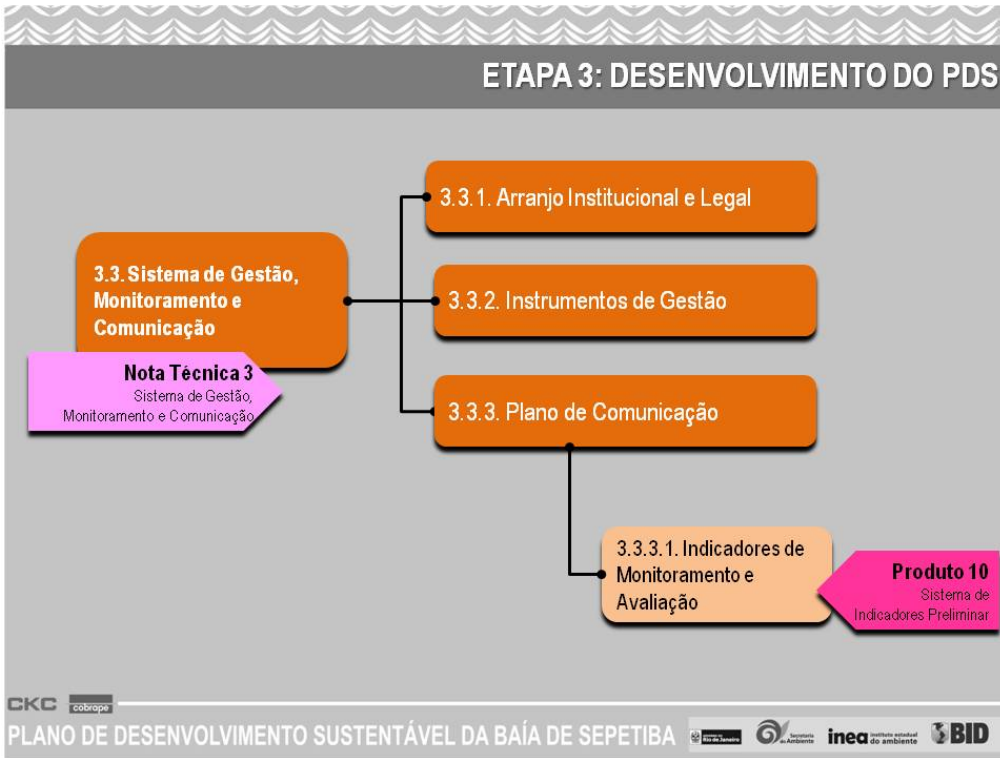 ETAPA 3: DESENVOLVIMENTO DO PDS
3.3.1. Arranjo Institucional e Legal
3.3. Sistema de Gestão,
Monitoramento e
Comunicação
3.3.2. Instrumentos de Gestão
Nota Técnica 3
Sistema de Gestão,
Monitoramento e Comunicação
3.3.3. Plano de Comunicação
3.3.3.1. Indicadores de
Monitoramento e
Avaliação
Produto 10
Sistema de
Indicadores Preliminar
CKC cobrape
PLANO DE DESENVOLVIMENTO SUSTENTÁVEL DA BAÍA DE SEPETIBA
Rio de Janeiro
Secretaria
do Ambiente
inea instituto estadual
do ambiente
BID